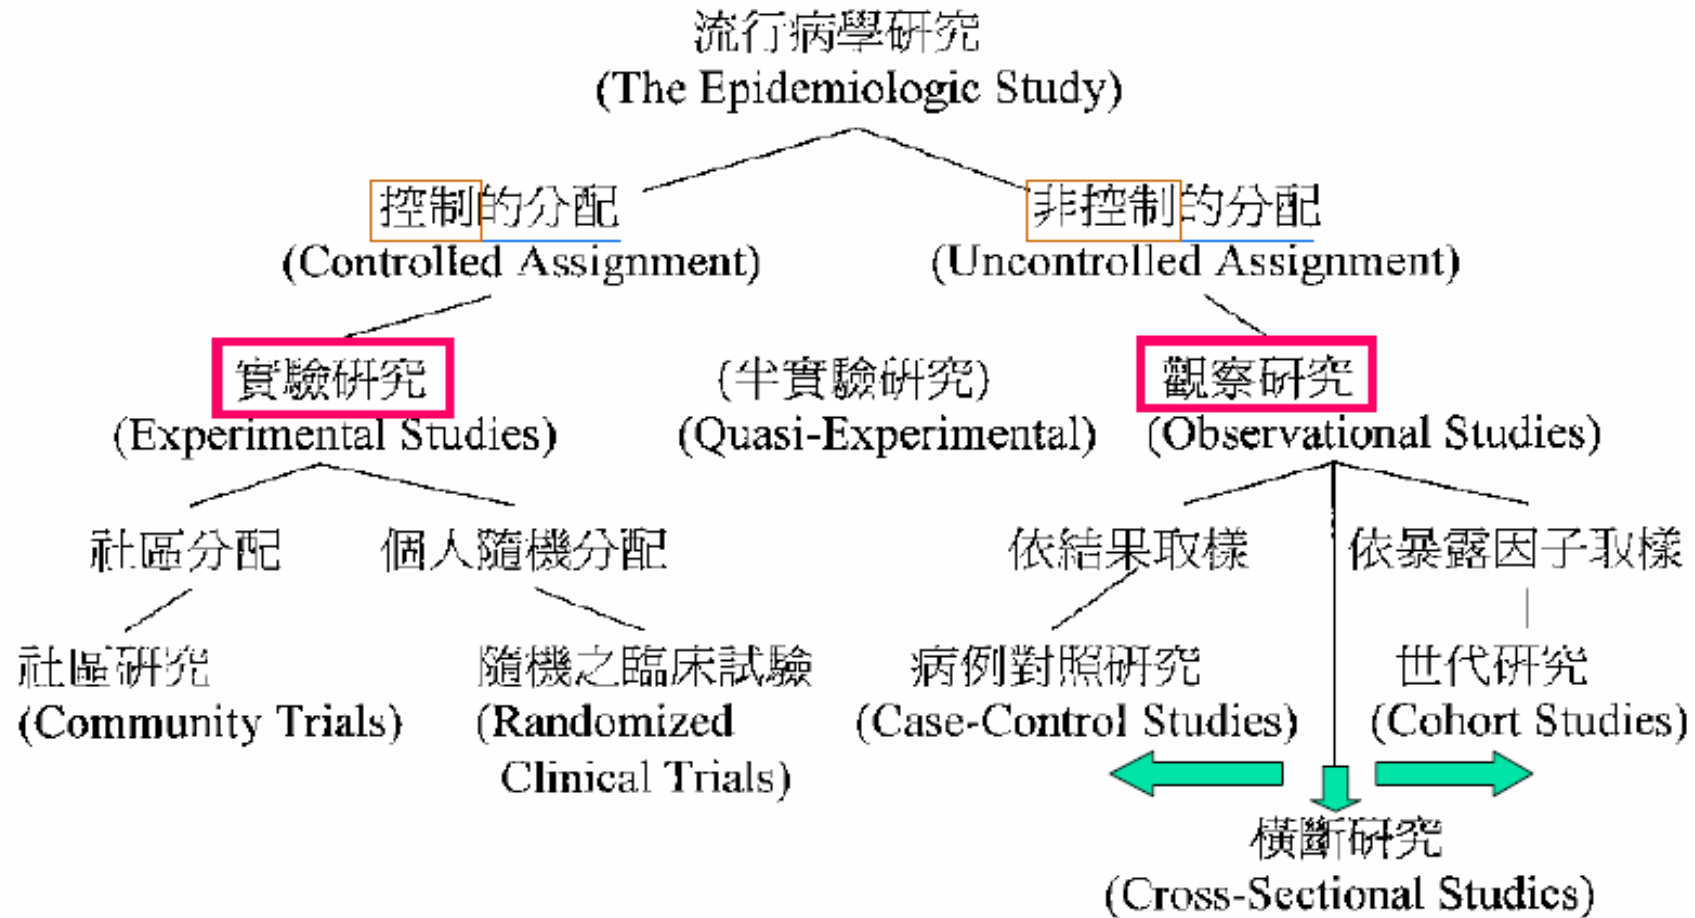 流行病學研究
(The Epidemiologic Study)
控制的分配
非控制的分配
(Controlled Assignment)
(Uncontrolled Assignment)
實驗研究
(半實驗研究)
觀察研究
(Experimental Studies)
(Quasi-Experimental)
(Observational Studies)
社區分配
個人隨機分配
依結果取樣
依暴露因子取樣
社區研究
隨機之臨床試驗
病例對照研究
世代研究
(Community Trials)
(Randomized
Clinical Trials)
(Case-Control Studies)
(Cohort Studies)
橫斷研究
(Cross-Sectional Studies)